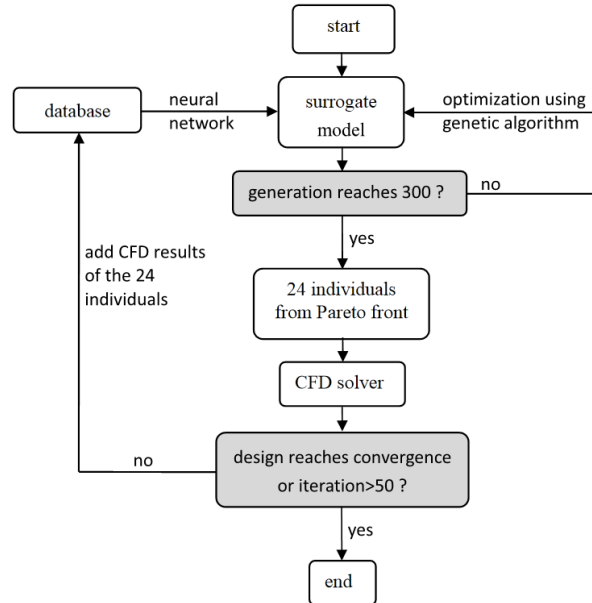 start
database
neural
network
surrogate
model
optimization using
genetic algorithm
generation reaches 300 ?
no
yes
add CFD results
of the 24
individuals
24 individuals
from Pareto front
CFD solver
design reaches convergence
or iteration>50 ?
no
yes
end